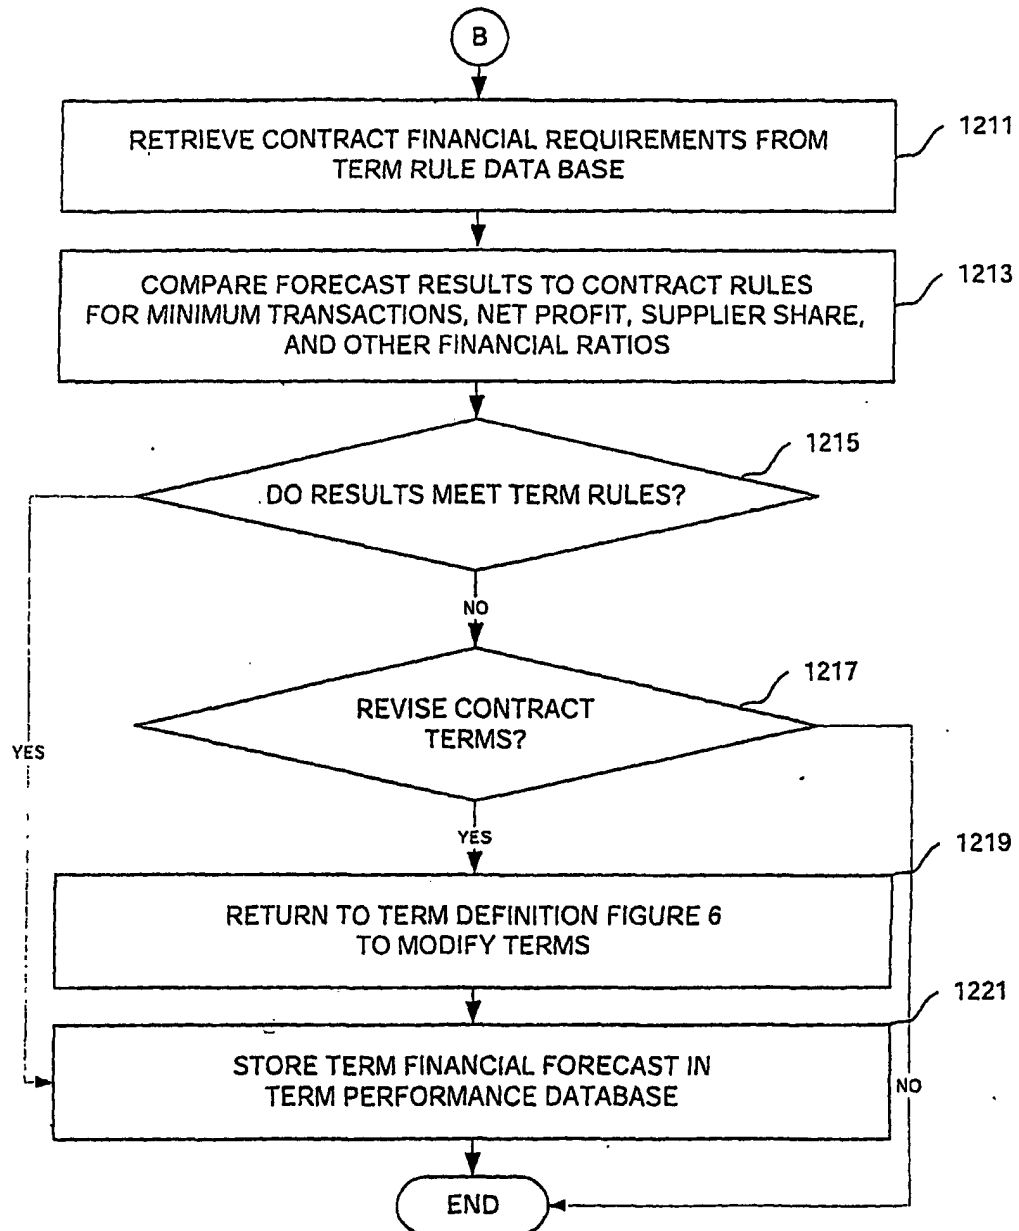 B
RETRIEVE CONTRACT FINANCIAL REQUIREMENTS FROM
TERM RULE DATA BASE
1211
COMPARE FORECAST RESULTS TO CONTRACT RULES
FOR MINIMUM TRANSACTIONS, NET PROFIT, SUPPLIER SHARE,
AND OTHER FINANCIAL RATIOS
1213
DO RESULTS MEET TERM RULES?
1215
NO
REVISE CONTRACT
TERMS?
1217
YES
YES
RETURN TO TERM DEFINITION FIGURE 6
TO MODIFY TERMS
1219
STORE TERM FINANCIAL FORECAST IN
TERM PERFORMANCE DATABASE
1221
NO
END